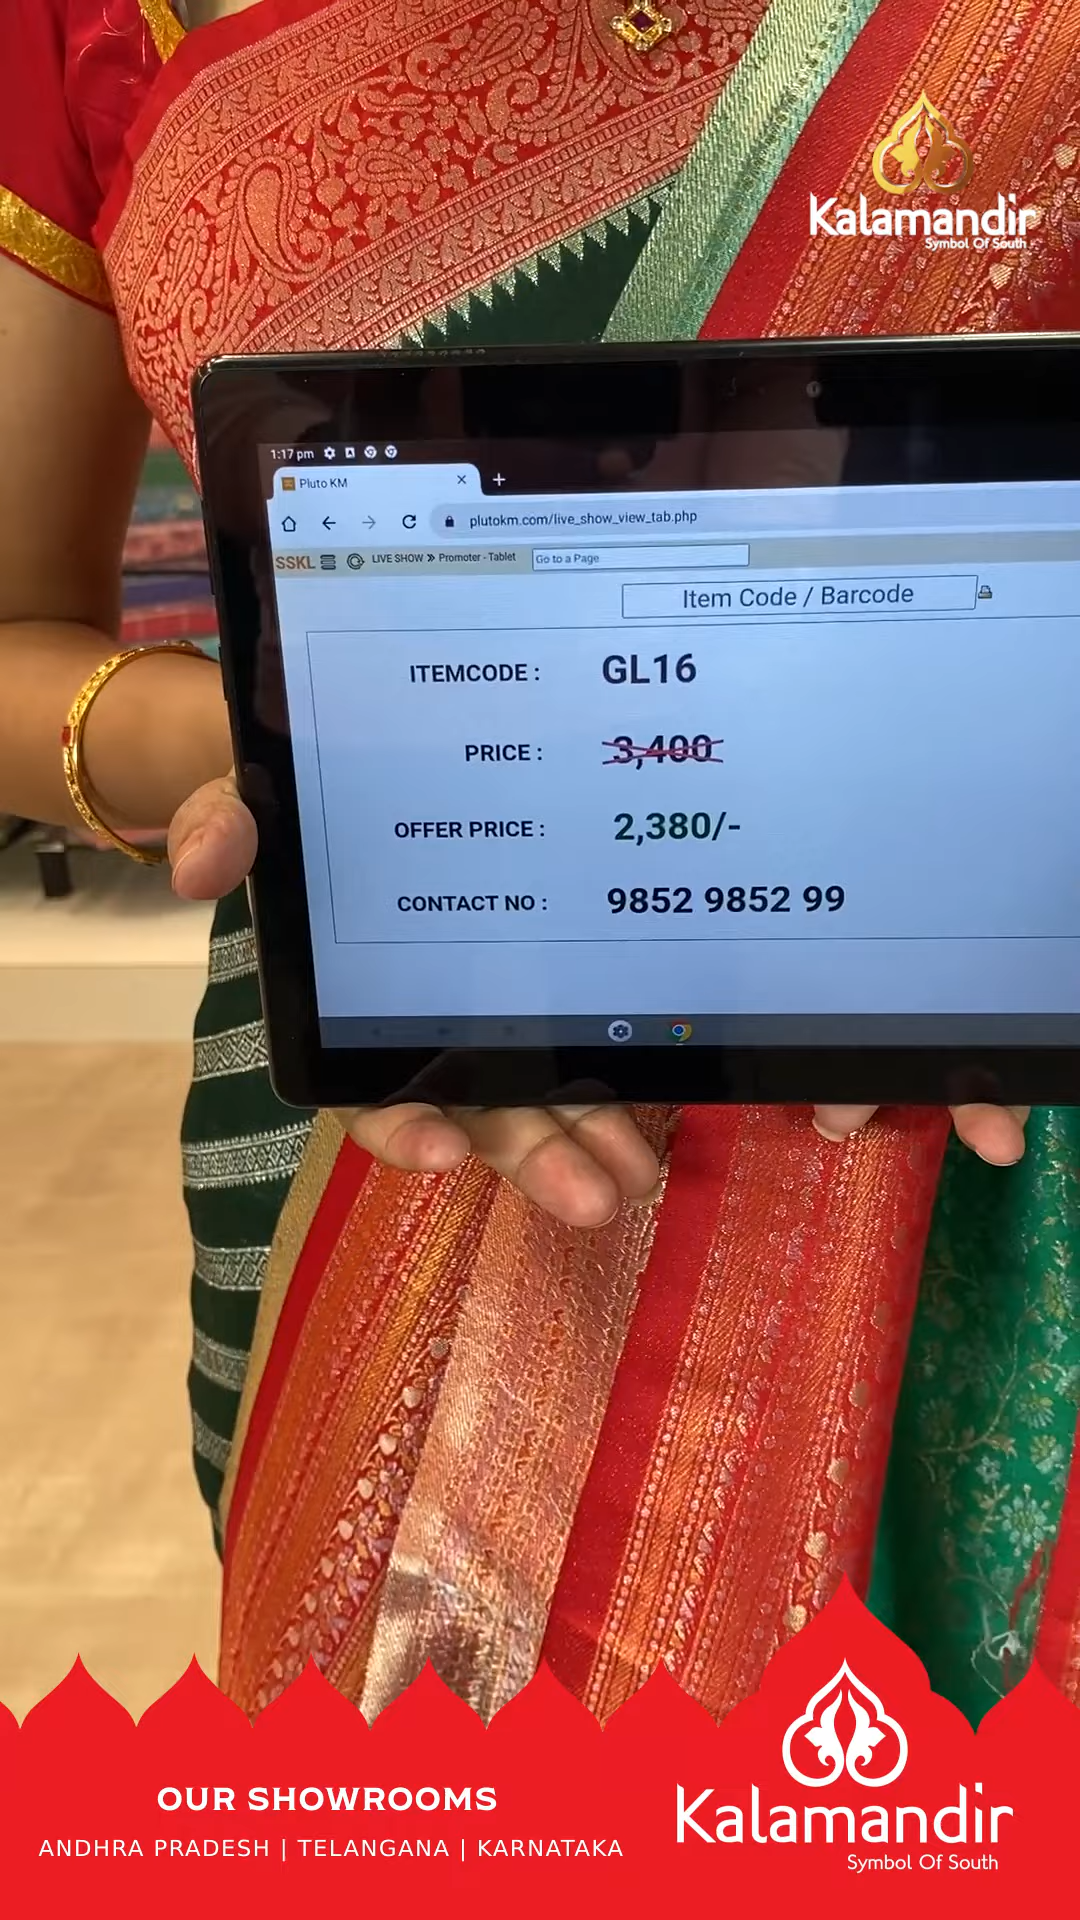 Kalamandir
Symbol Of South
1:17 pm
Pluto KM
plutokm.com/live_show_view_tab.php
SSKL LIVE SHOW » Promoter - Tablet Go to a Page
Item Code / Barcode
ITEMCODE : GL16
PRICE : 3,400
OFFER PRICE : 2,380/-
CONTACT NO : 9852 9852 99
OUR SHOWROOMS
ANDHRA PRADESH | TELANGANA | KARNATAKA
Kalamandir
Symbol Of South